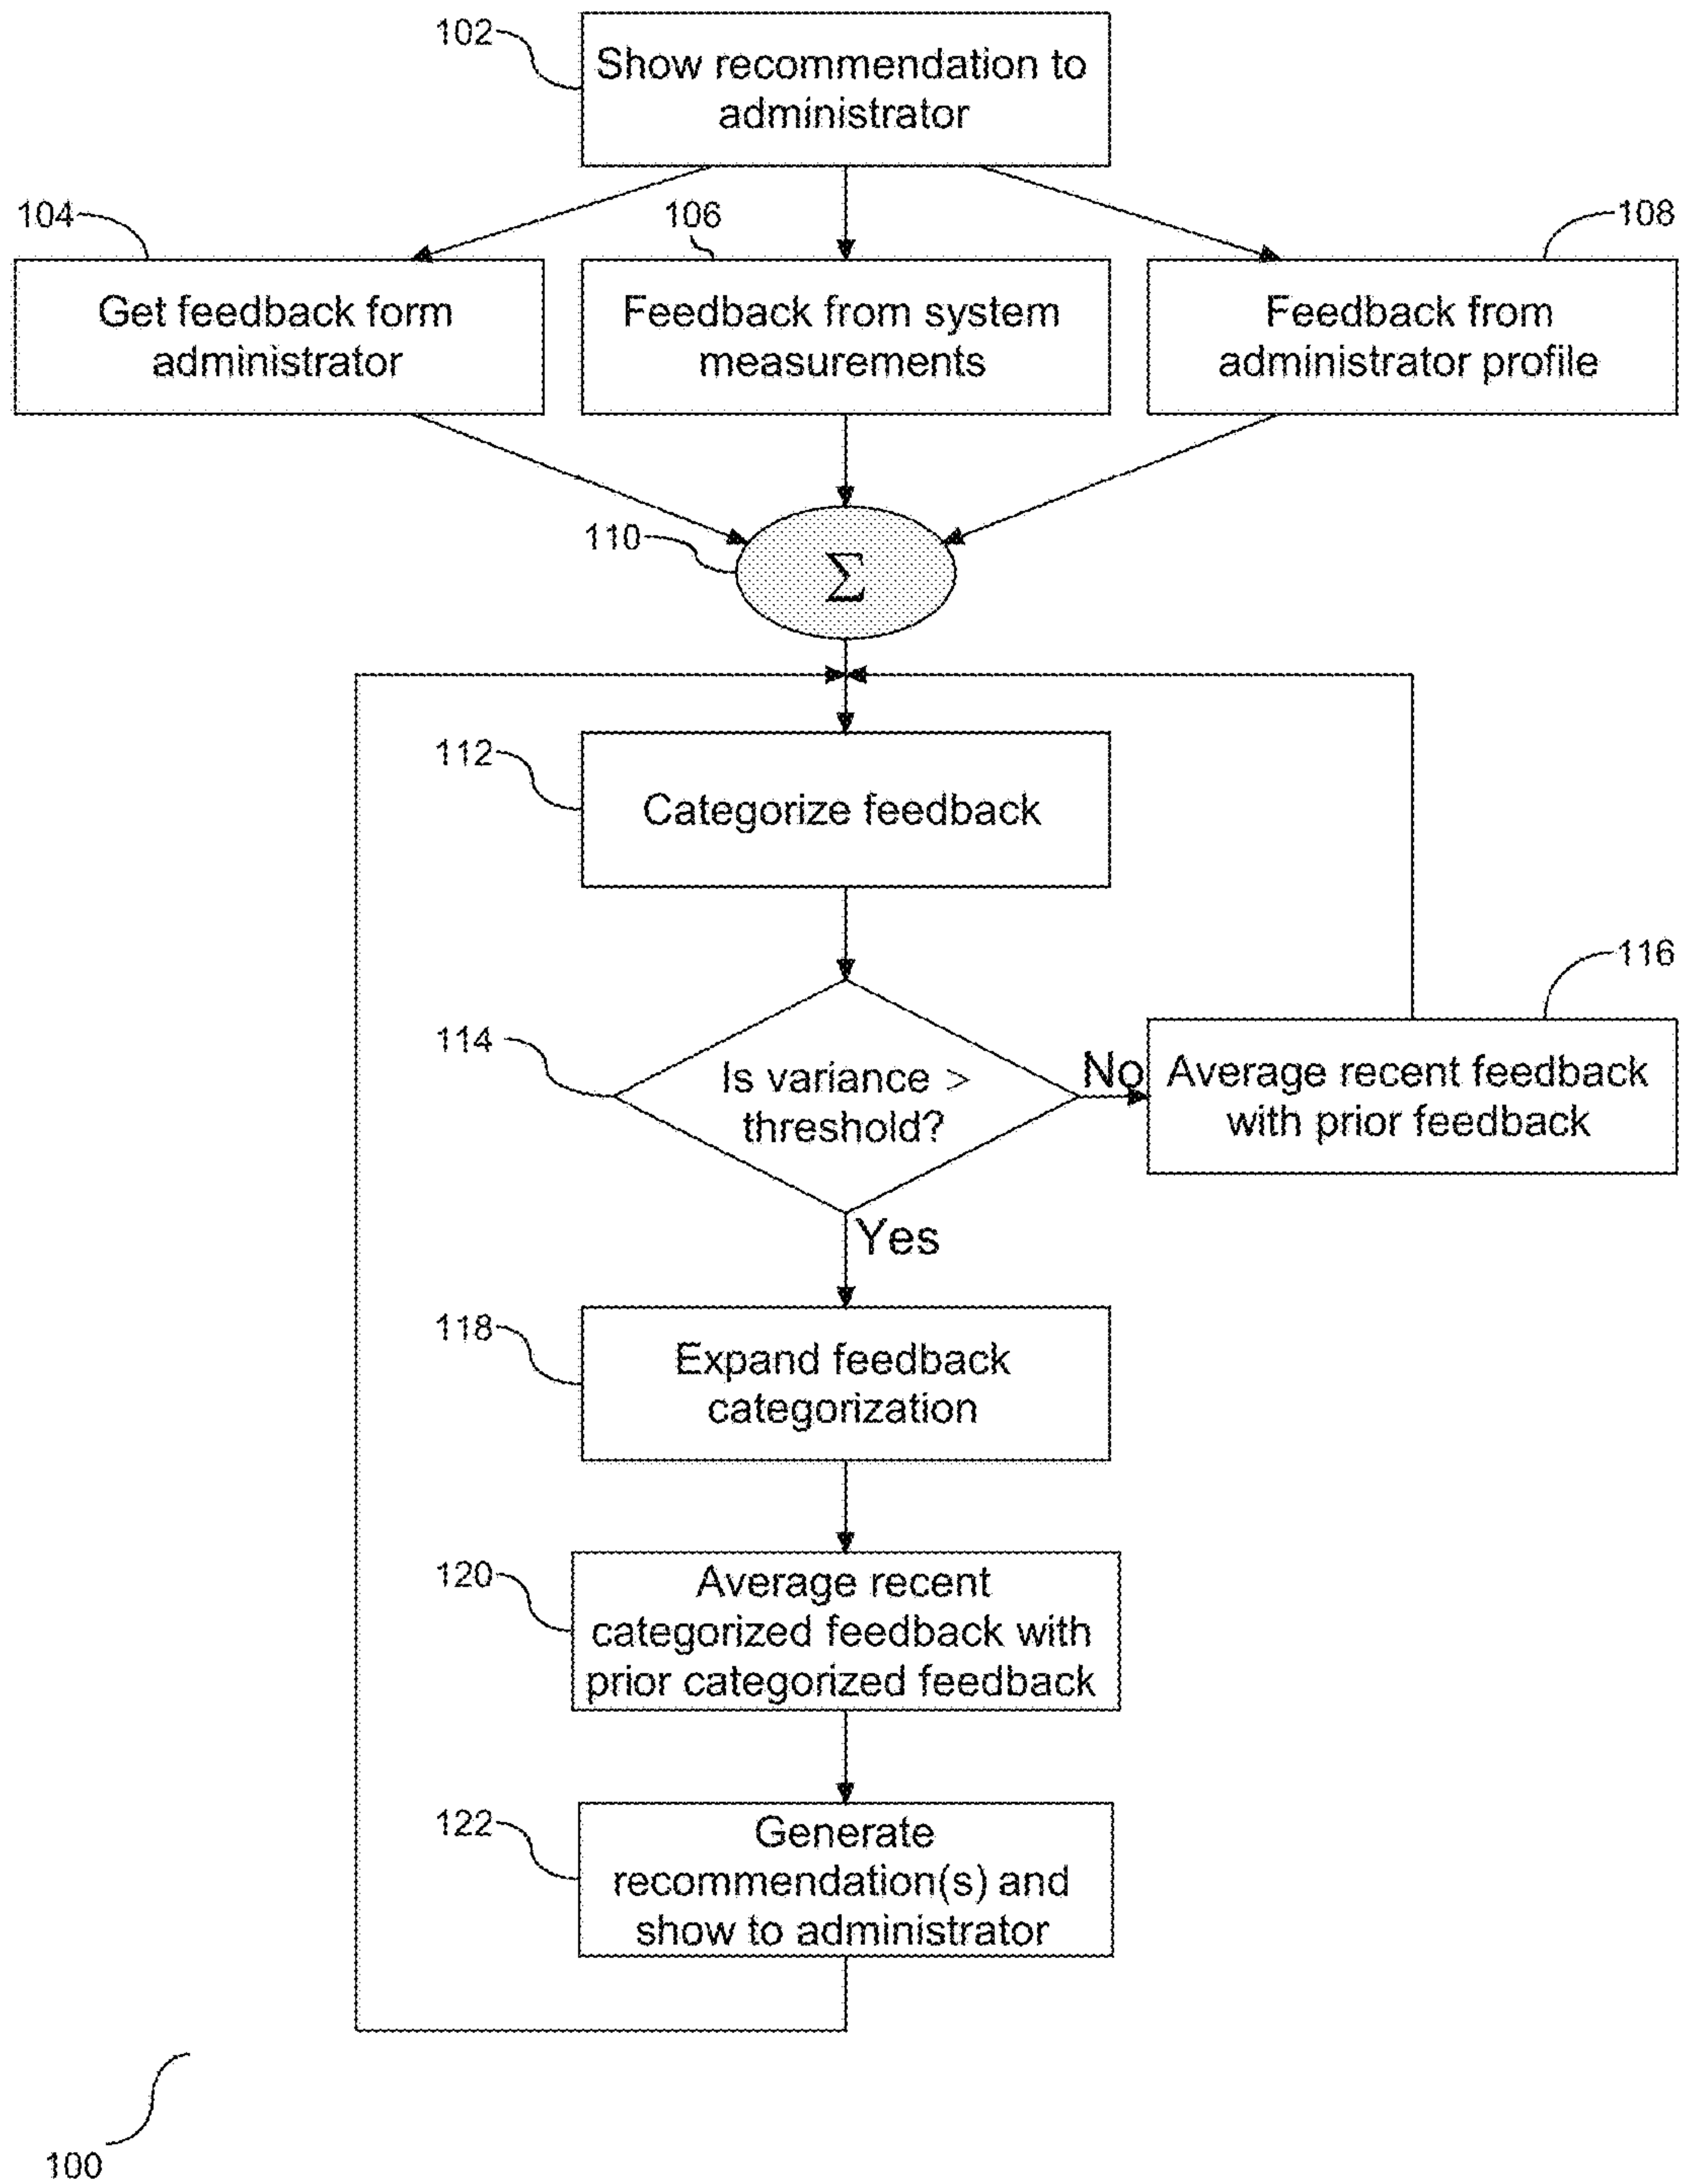 102
Show recommendation to
administrator
104
106
108
Get feedback form
administrator
Feedback from system
measurements
Feedback from
administrator profile
110
Σ
112
Categorize feedback
114
Is variance >
threshold?
No
116
Average recent feedback
with prior feedback
Yes
118
Expand feedback
categorization
120
Average recent
categorized feedback with
prior categorized feedback
122
Generate
recommendation(s) and
show to administrator
100